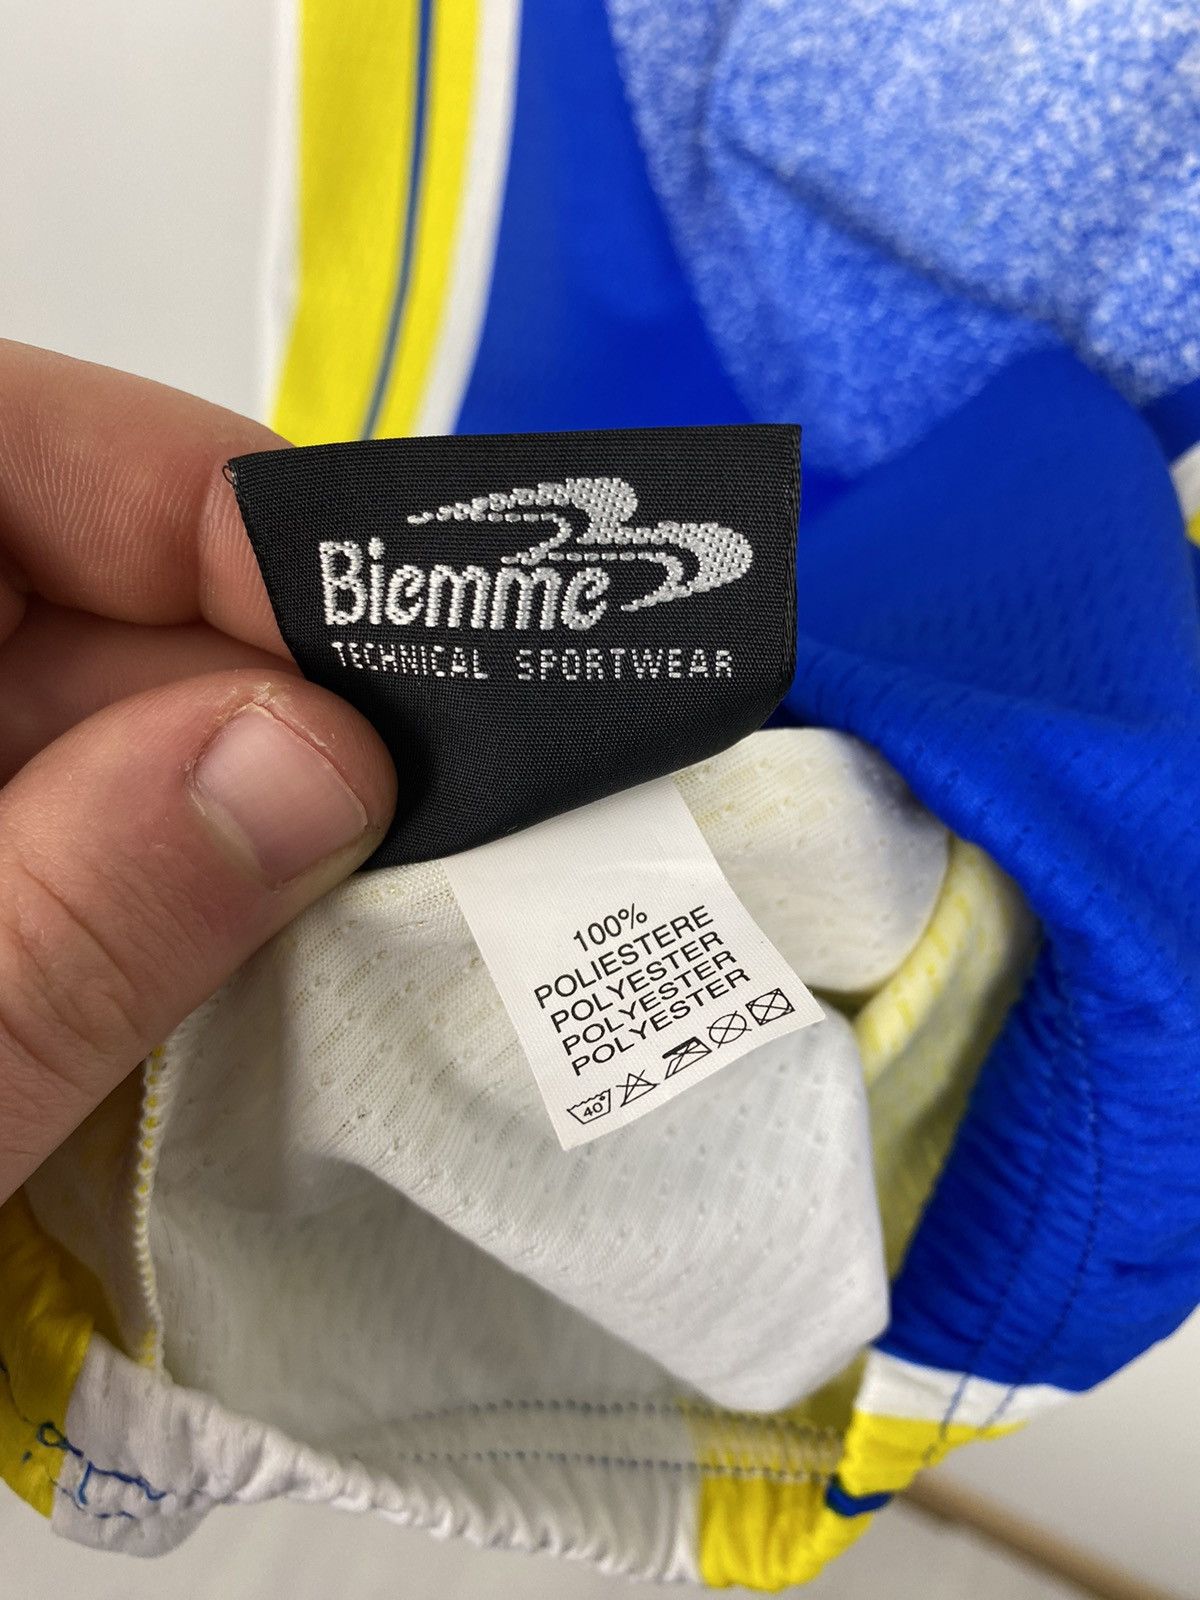 Biemme
TECHNICAL SPORTWEAR
100%
POLIESTERE
POLYESTER
POLYESTER
POLYESTER
40°